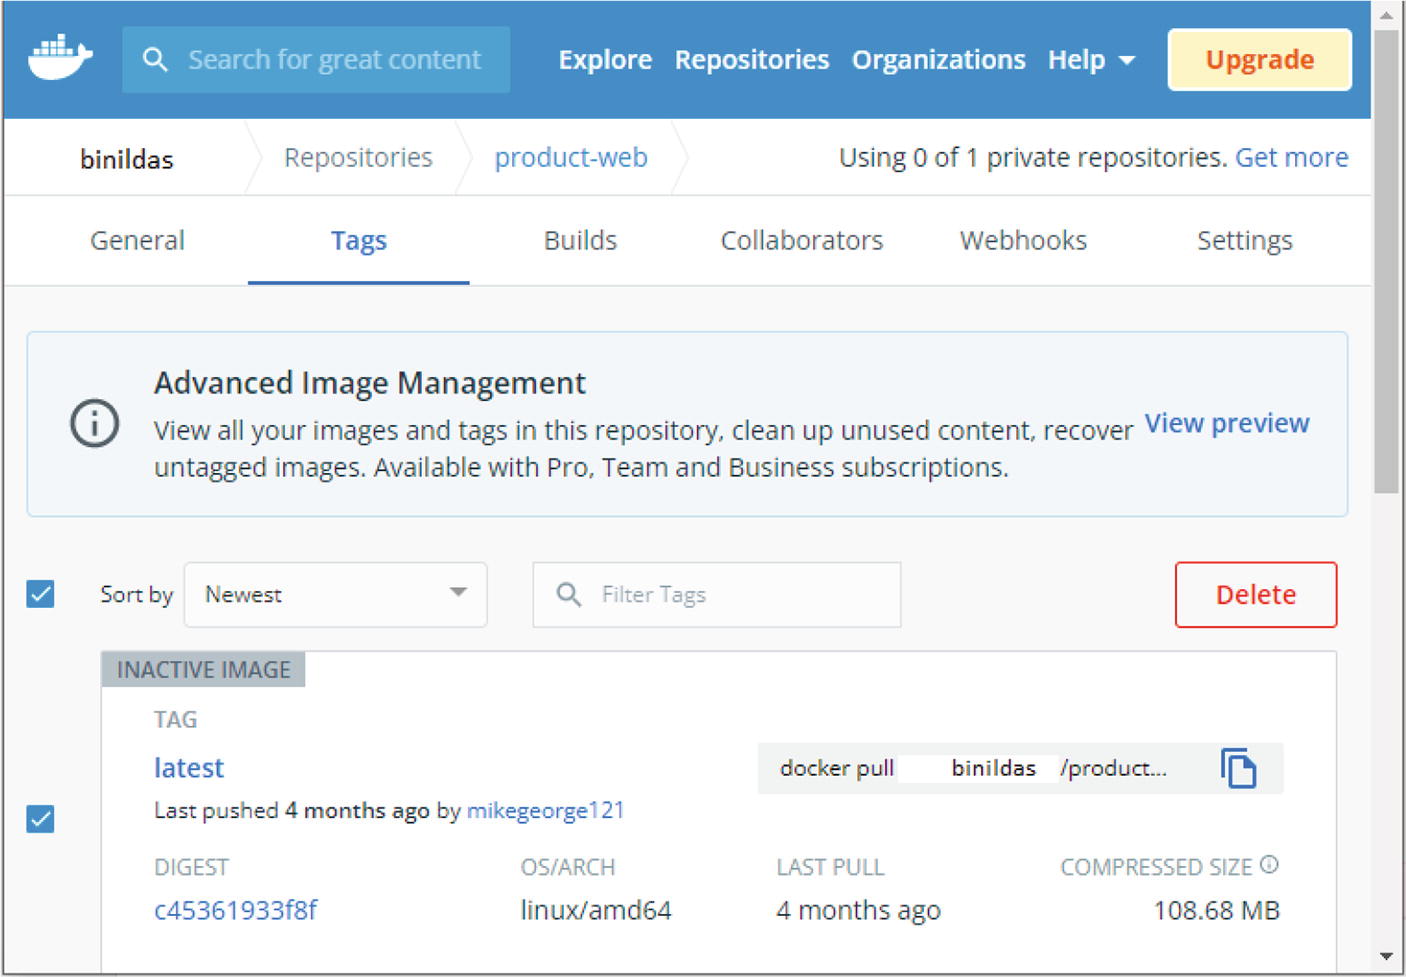 Search for great content Explore Repositories Organizations Help Upgrade
binildas Repositories product-web Using 0 of 1 private repositories. Get more
General Tags Builds Collaborators Webhooks Settings
Advanced Image Management
View all your images and tags in this repository, clean up unused content, recover View preview
untagged images. Available with Pro, Team and Business subscriptions.
Sort by Newest Filter Tags Delete
INACTIVE IMAGE
TAG
latest docker pull binildas /product...
Last pushed 4 months ago by mikegeorge121
DIGEST OS/ARCH LAST PULL COMPRESSED SIZE
c45361933f8f linux/amd64 4 months ago 108.68 MB